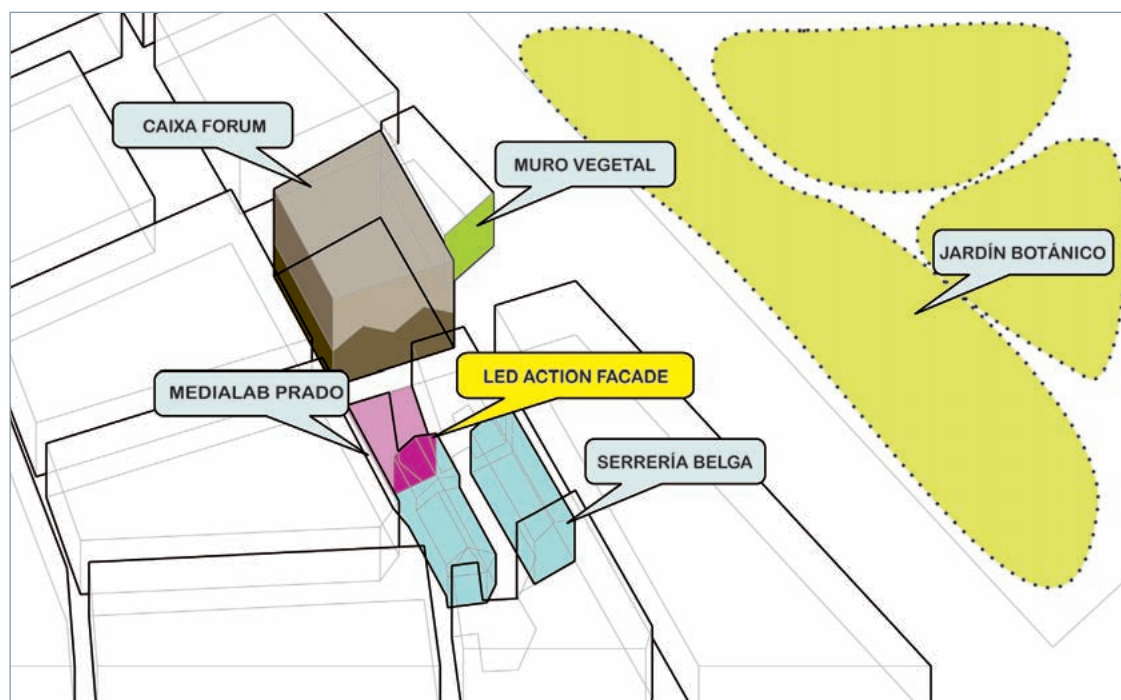 CAIXA FORUM
MURO VEGETAL
JARDÍN BOTÁNICO
LED ACTION FACADE
MEDIALAB PRADO
SERRERÍA BELGA